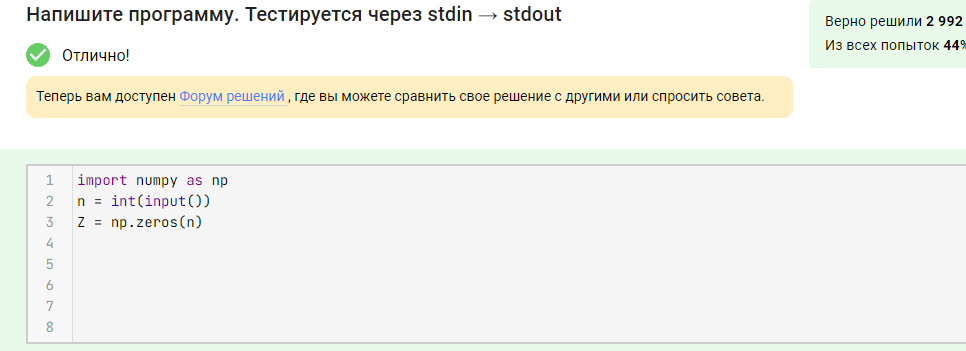 Напишите программу. Тестируется через stdin → stdout
Верно решили 2 992
Из всех попыток 44%
Отлично!
Теперь вам доступен Форум решений , где вы можете сравнить свое решение с другими или спросить совета.
1 import numpy as np
2 n = int(input())
3 Z = np.zeros(n)
4
5
6
7
8